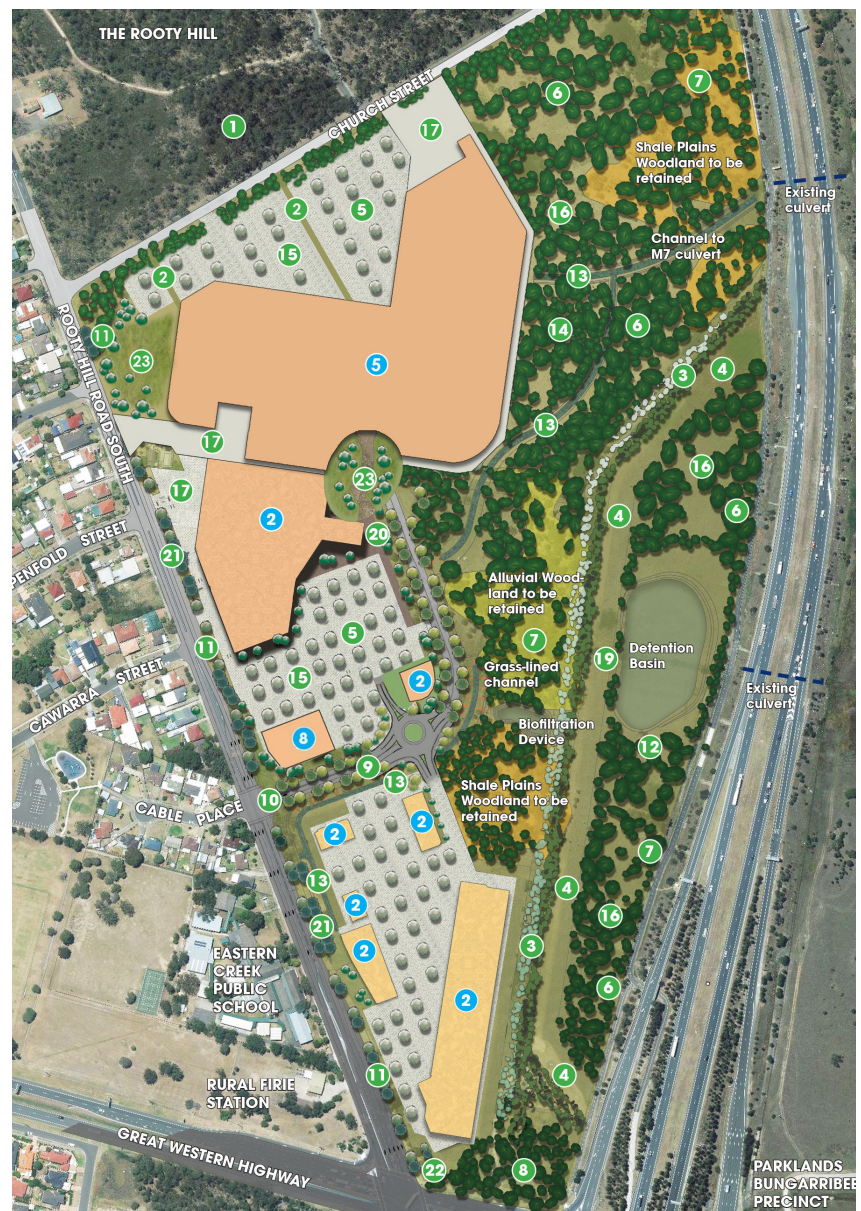 THE ROOTY HILL
7
6
1
CHURCH STREET
17
Shale Plains
Woodland to be
retained
Existing
culvert
2
5
16
15
Channel to
M7 culvert
2
13
ROOTY HILL ROAD SOUTH
11
14
6
23
5
3
4
13
17
16
23
17
2
4
6
20
PENFOLD STREET
21
Alluvial Wood-
land to be
retained
5
7
11
19
Detention
Basin
15
2
Grass-lined
channel
CAWARRA STREET
Existing
culvert
8
Biofiltration
Device
12
9
13
Shale Plains
Woodland to be
retained
10
CABLE PLACE
2
2
7
13
4
2
16
21
EASTERN
CREEK
PUBLIC
SCHOOL
2
3
6
2
11
4
RURAL FIRIE
STATION
GREAT WESTERN HIGHWAY
22
8
PARKLANDS
BUNGARRIBEE
PRECINCT